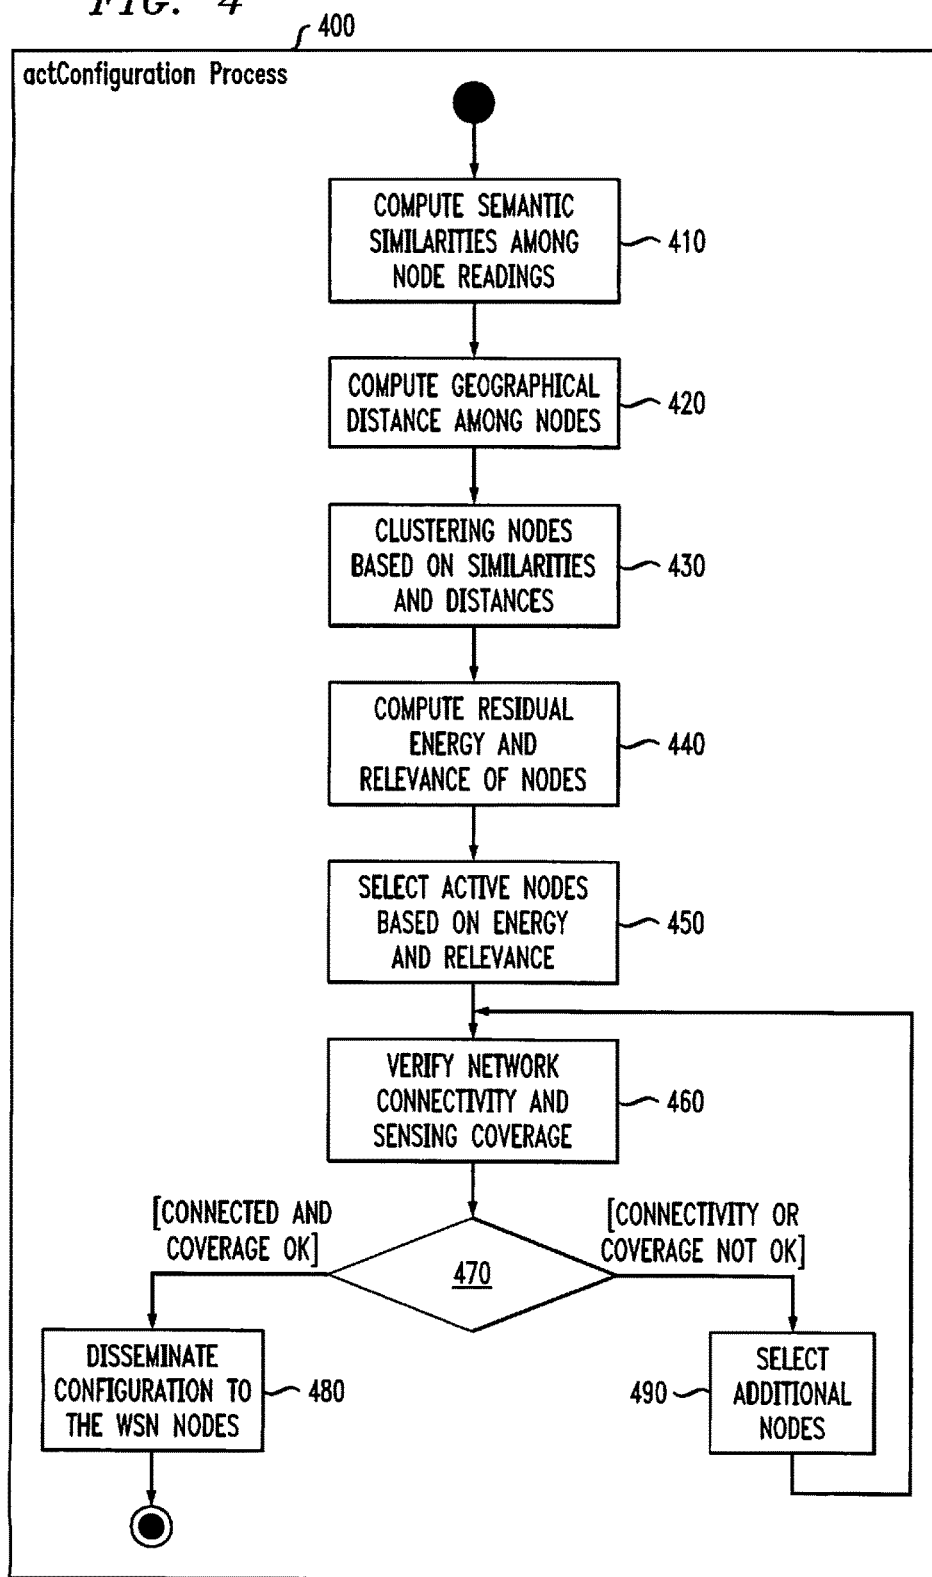 FIG. 4
400
actConfiguration Process
COMPUTE SEMANTIC
SIMILARITIES AMONG
NODE READINGS
410
COMPUTE GEOGRAPHICAL
DISTANCE AMONG NODES
420
CLUSTERING NODES
BASED ON SIMILARITIES
AND DISTANCES
430
COMPUTE RESIDUAL
ENERGY AND
RELEVANCE OF NODES
440
SELECT ACTIVE NODES
BASED ON ENERGY
AND RELEVANCE
450
VERIFY NETWORK
CONNECTIVITY AND
SENSING COVERAGE
460
[CONNECTED AND
COVERAGE OK]
[CONNECTIVITY OR
COVERAGE NOT OK]
470
DISSEMINATE
CONFIGURATION TO
THE WSN NODES
480
490
SELECT
ADDITIONAL
NODES